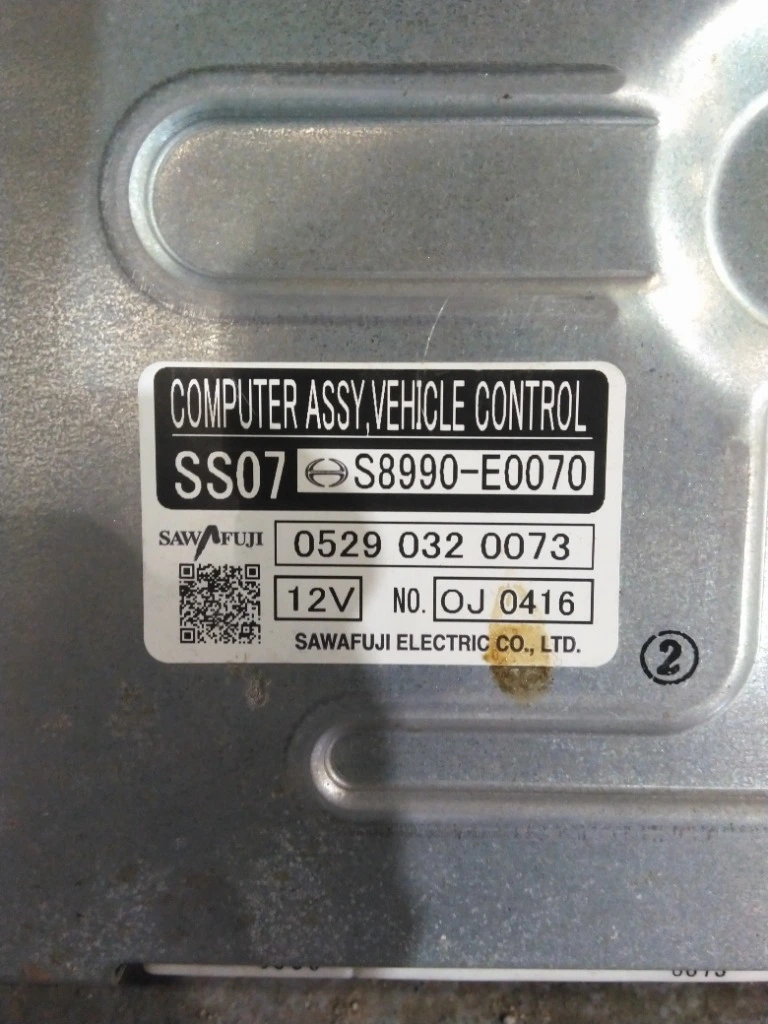 COMPUTER ASSY,VEHICLE CONTROL
SS07 S8990-E0070
SAWAFUJI 0529 032 0073
12V NO. OJ 0416
SAWAFUJI ELECTRIC CO., LTD.
2